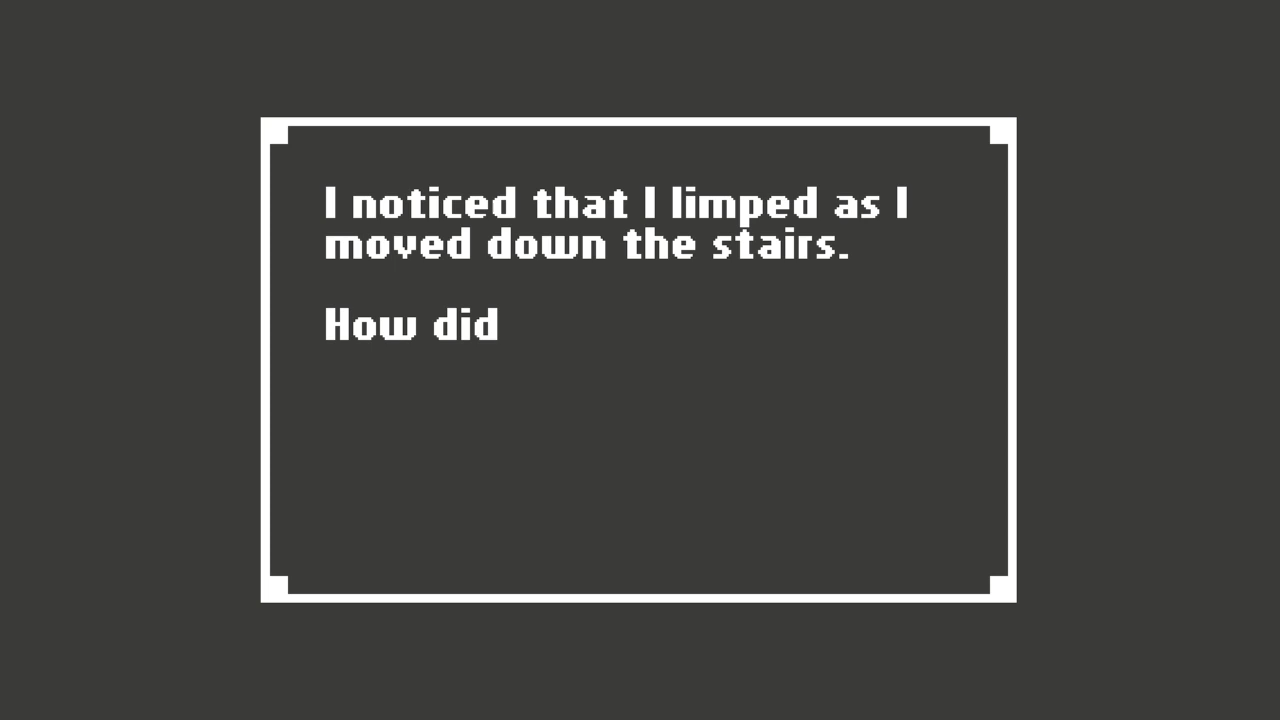 I noticed that I limped as I
moved down the stairs.
How did